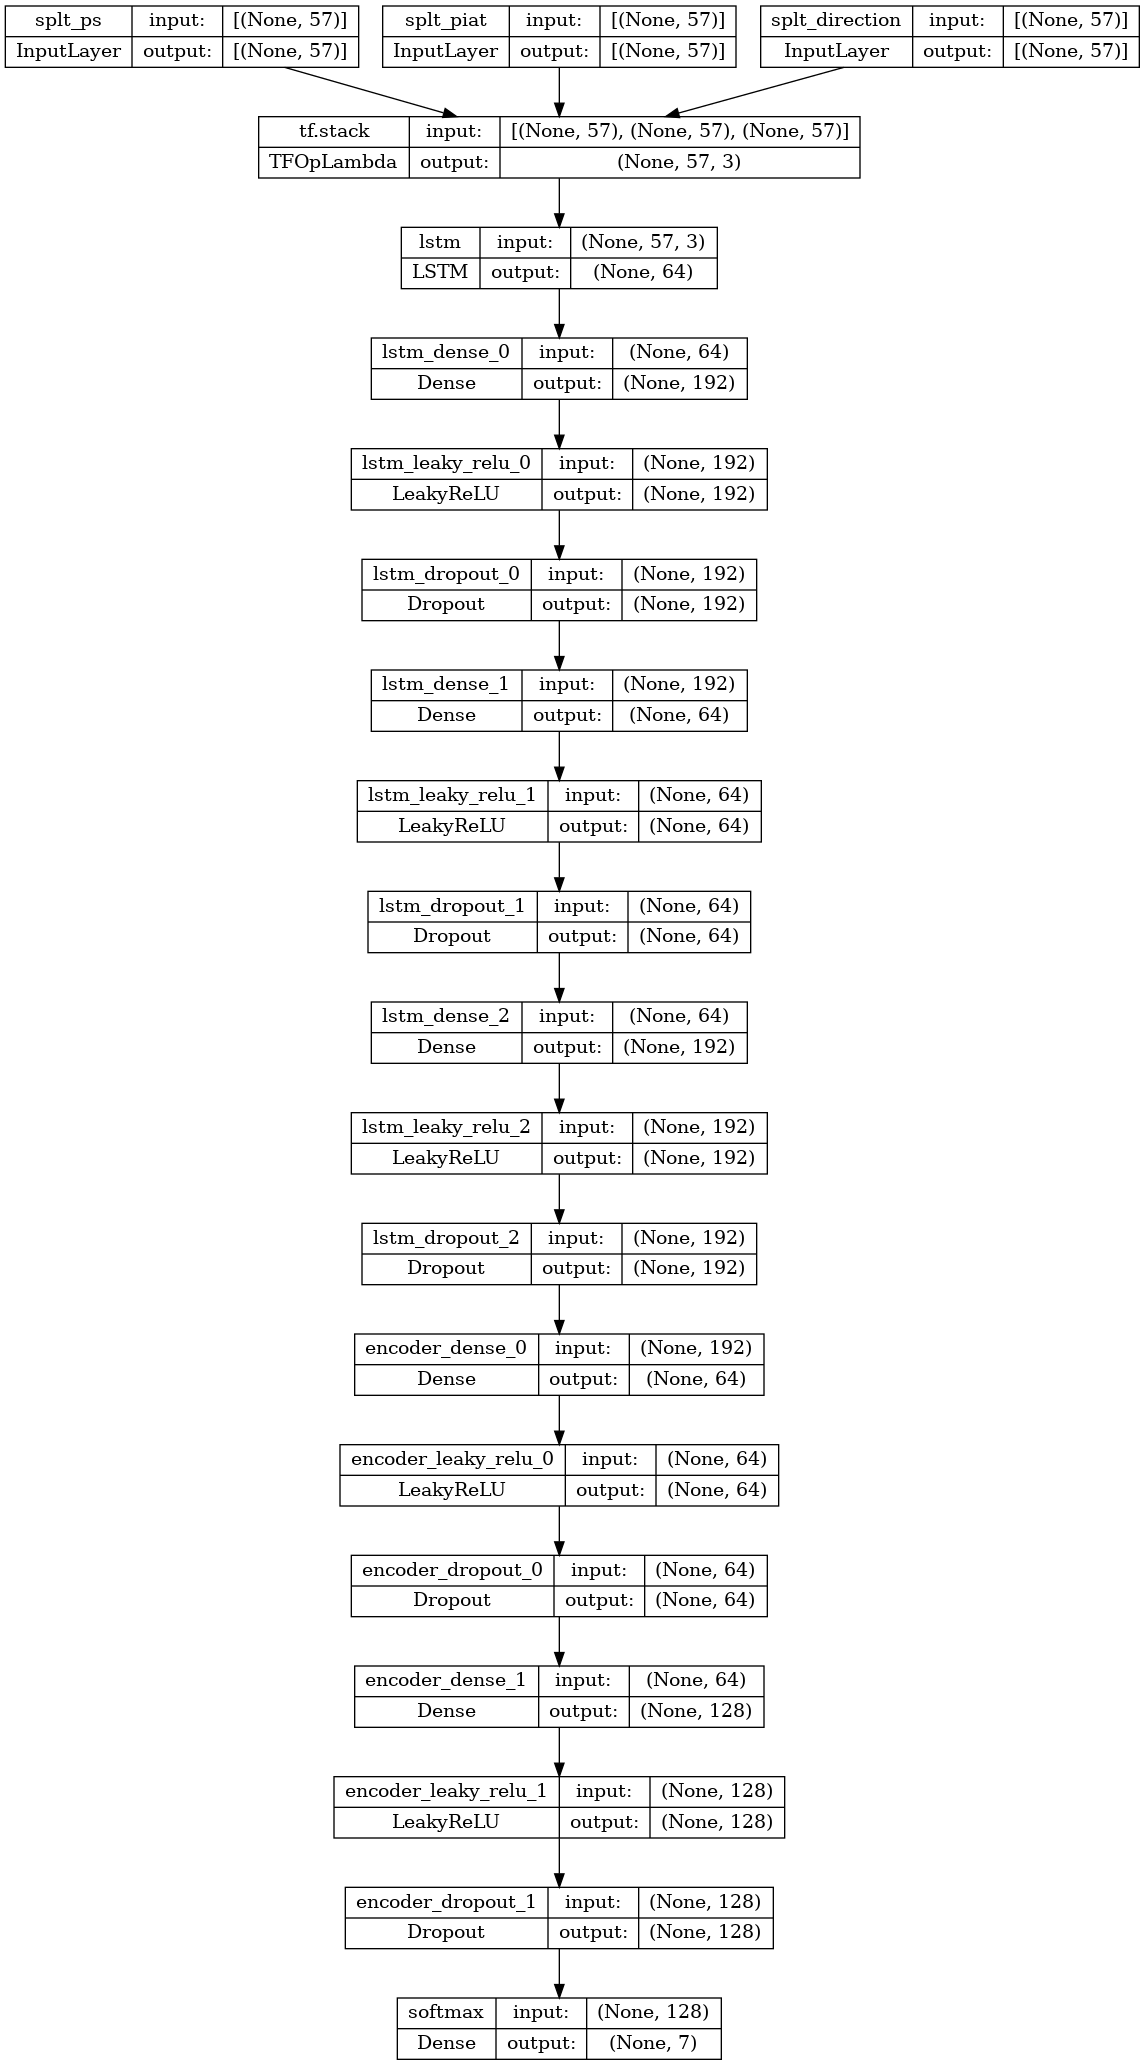 splt_ps input: [(None, 57)]
InputLayer output: [(None, 57)]
splt_piat input: [(None, 57)]
InputLayer output: [(None, 57)]
splt_direction input: [(None, 57)]
InputLayer output: [(None, 57)]
tf.stack input: [(None, 57), (None, 57), (None, 57)]
TFOpLambda output: (None, 57, 3)
lstm input: (None, 57, 3)
LSTM output: (None, 64)
lstm_dense_0 input: (None, 64)
Dense output: (None, 192)
lstm_leaky_relu_0 input: (None, 192)
LeakyReLU output: (None, 192)
lstm_dropout_0 input: (None, 192)
Dropout output: (None, 192)
lstm_dense_1 input: (None, 192)
Dense output: (None, 64)
lstm_leaky_relu_1 input: (None, 64)
LeakyReLU output: (None, 64)
lstm_dropout_1 input: (None, 64)
Dropout output: (None, 64)
lstm_dense_2 input: (None, 64)
Dense output: (None, 192)
lstm_leaky_relu_2 input: (None, 192)
LeakyReLU output: (None, 192)
lstm_dropout_2 input: (None, 192)
Dropout output: (None, 192)
encoder_dense_0 input: (None, 192)
Dense output: (None, 64)
encoder_leaky_relu_0 input: (None, 64)
LeakyReLU output: (None, 64)
encoder_dropout_0 input: (None, 64)
Dropout output: (None, 64)
encoder_dense_1 input: (None, 64)
Dense output: (None, 128)
encoder_leaky_relu_1 input: (None, 128)
LeakyReLU output: (None, 128)
encoder_dropout_1 input: (None, 128)
Dropout output: (None, 128)
softmax input: (None, 128)
Dense output: (None, 7)